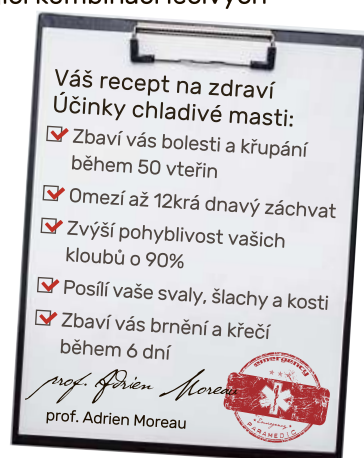 Váš recept na zdraví
Účinky chladivé masti:
Zbaví vás bolesti a křupání
během 50 vteřin
Omezí až 12krá dnavý záchvat
Zvýší pohyblivost vašich
kloubů o 90%
Posílí vaše svaly, šlachy a kosti
Zbaví vás brnění a křečí
během 6 dní
prof. Adrien Moreau
prof. Adrien Moreau
emergency
Emergency
PARAMEDIC